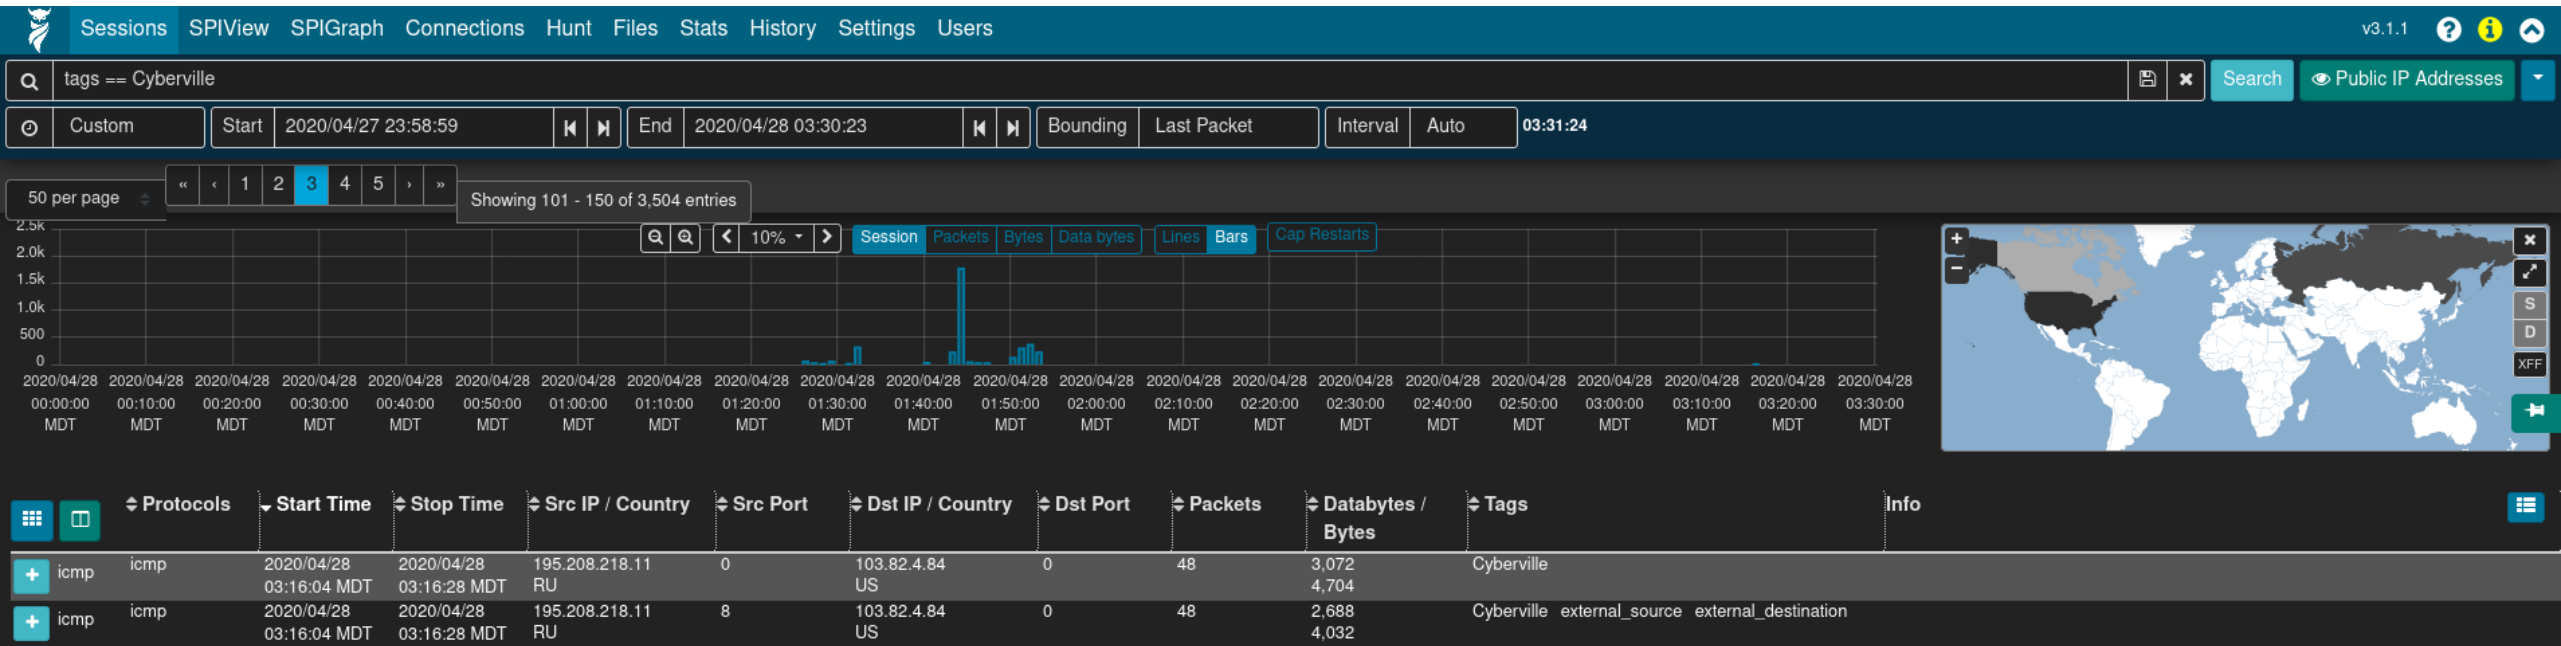 Sessions SPIView SPIGraph Connections Hunt Files Stats History Settings Users v3.1.1
tags == Cyberville Search Public IP Addresses
Custom Start 2020/04/27 23:58:59 End 2020/04/28 03:30:23 Bounding Last Packet Interval Auto 03:31:24
50 per page « ‹ 1 2 3 4 5 › » Showing 101 - 150 of 3,504 entries
10% Session Packets Bytes Data bytes Lines Bars Cap Restarts
2.5k
2.0k
1.5k
1.0k
500
0
2020/04/28 2020/04/28 2020/04/28 2020/04/28 2020/04/28 2020/04/28 2020/04/28 2020/04/28 2020/04/28 2020/04/28 2020/04/28 2020/04/28 2020/04/28 2020/04/28 2020/04/28 2020/04/28 2020/04/28 2020/04/28 2020/04/28 2020/04/28 2020/04/28 2020/04/28
00:00:00 00:10:00 00:20:00 00:30:00 00:40:00 00:50:00 01:00:00 01:10:00 01:20:00 01:30:00 01:40:00 01:50:00 02:00:00 02:10:00 02:20:00 02:30:00 02:40:00 02:50:00 03:00:00 03:10:00 03:20:00 03:30:00
MDT MDT MDT MDT MDT MDT MDT MDT MDT MDT MDT MDT MDT MDT MDT MDT MDT MDT MDT MDT MDT MDT
+
−
S
D
XFF
Protocols Start Time Stop Time Src IP / Country Src Port Dst IP / Country Dst Port Packets Databytes / Tags Info
Bytes
icmp icmp 2020/04/28 2020/04/28 195.208.218.11 0 103.82.4.84 0 48 3,072 Cyberville
03:16:04 MDT 03:16:28 MDT RU US 4,704
icmp icmp 2020/04/28 2020/04/28 195.208.218.11 8 103.82.4.84 0 48 2,688 Cyberville external_source external_destination
03:16:04 MDT 03:16:28 MDT RU US 4,032